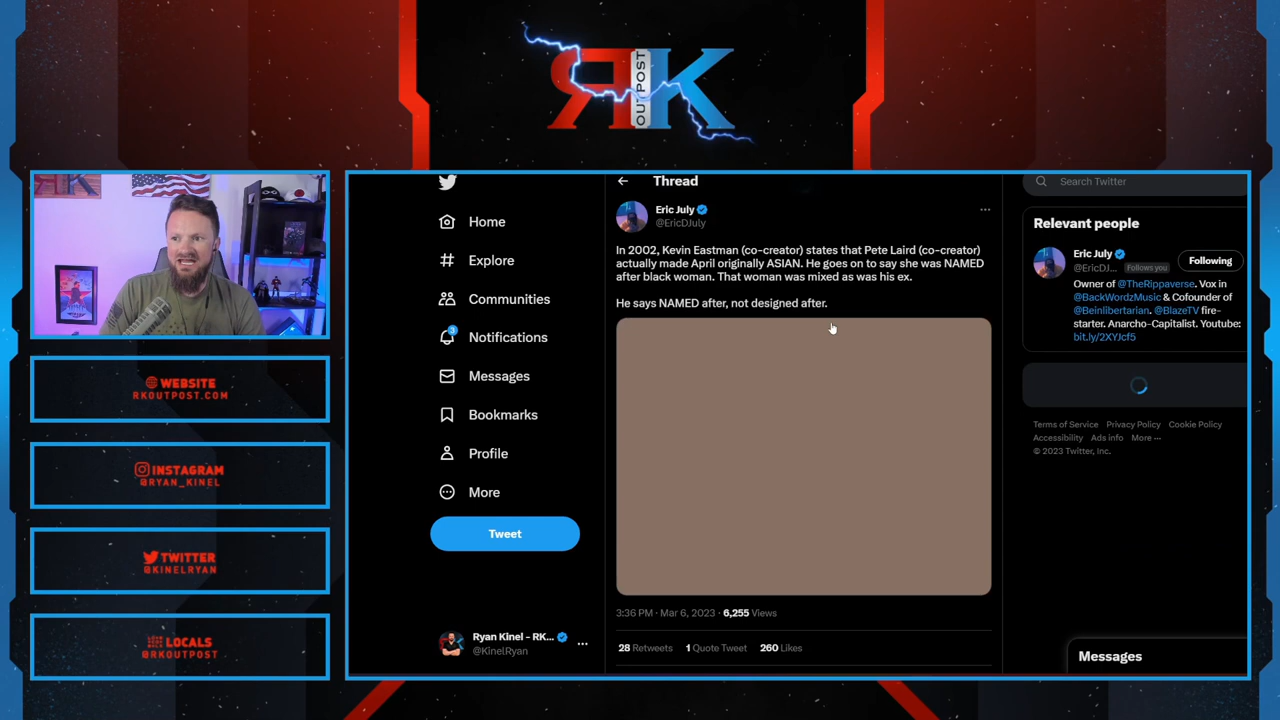 RK
OUTPOST
WEBSITE
RKOUTPOST.COM
INSTAGRAM
@RYAN_KINEL
TWITTER
@KINELRYAN
LOCALS
@RKOUTPOST
Home
Explore
Communities
3
Notifications
Messages
Bookmarks
Profile
More
Tweet
Ryan Kinel - RK...
@KinelRyan
Thread
Eric July
@EricDJuly
In 2002, Kevin Eastman (co-creator) states that Pete Laird (co-creator)
actually made April originally ASIAN. He goes on to say she was NAMED
after black woman. That woman was mixed as was his ex.
He says NAMED after, not designed after.
3:36 PM · Mar 6, 2023 · 6,255 Views
28 Retweets 1 Quote Tweet 260 Likes
Search Twitter
Relevant people
Eric July
@EricDJ... Follows you
Following
Owner of @TheRippaverse. Vox in
@BackWordzMusic & Cofounder of
@Beinlibertarian. @BlazeTV fire-
starter. Anarcho-Capitalist. Youtube:
bit.ly/2XYJcf5
Terms of Service Privacy Policy Cookie Policy
Accessibility Ads info More ...
© 2023 Twitter, Inc.
Messages